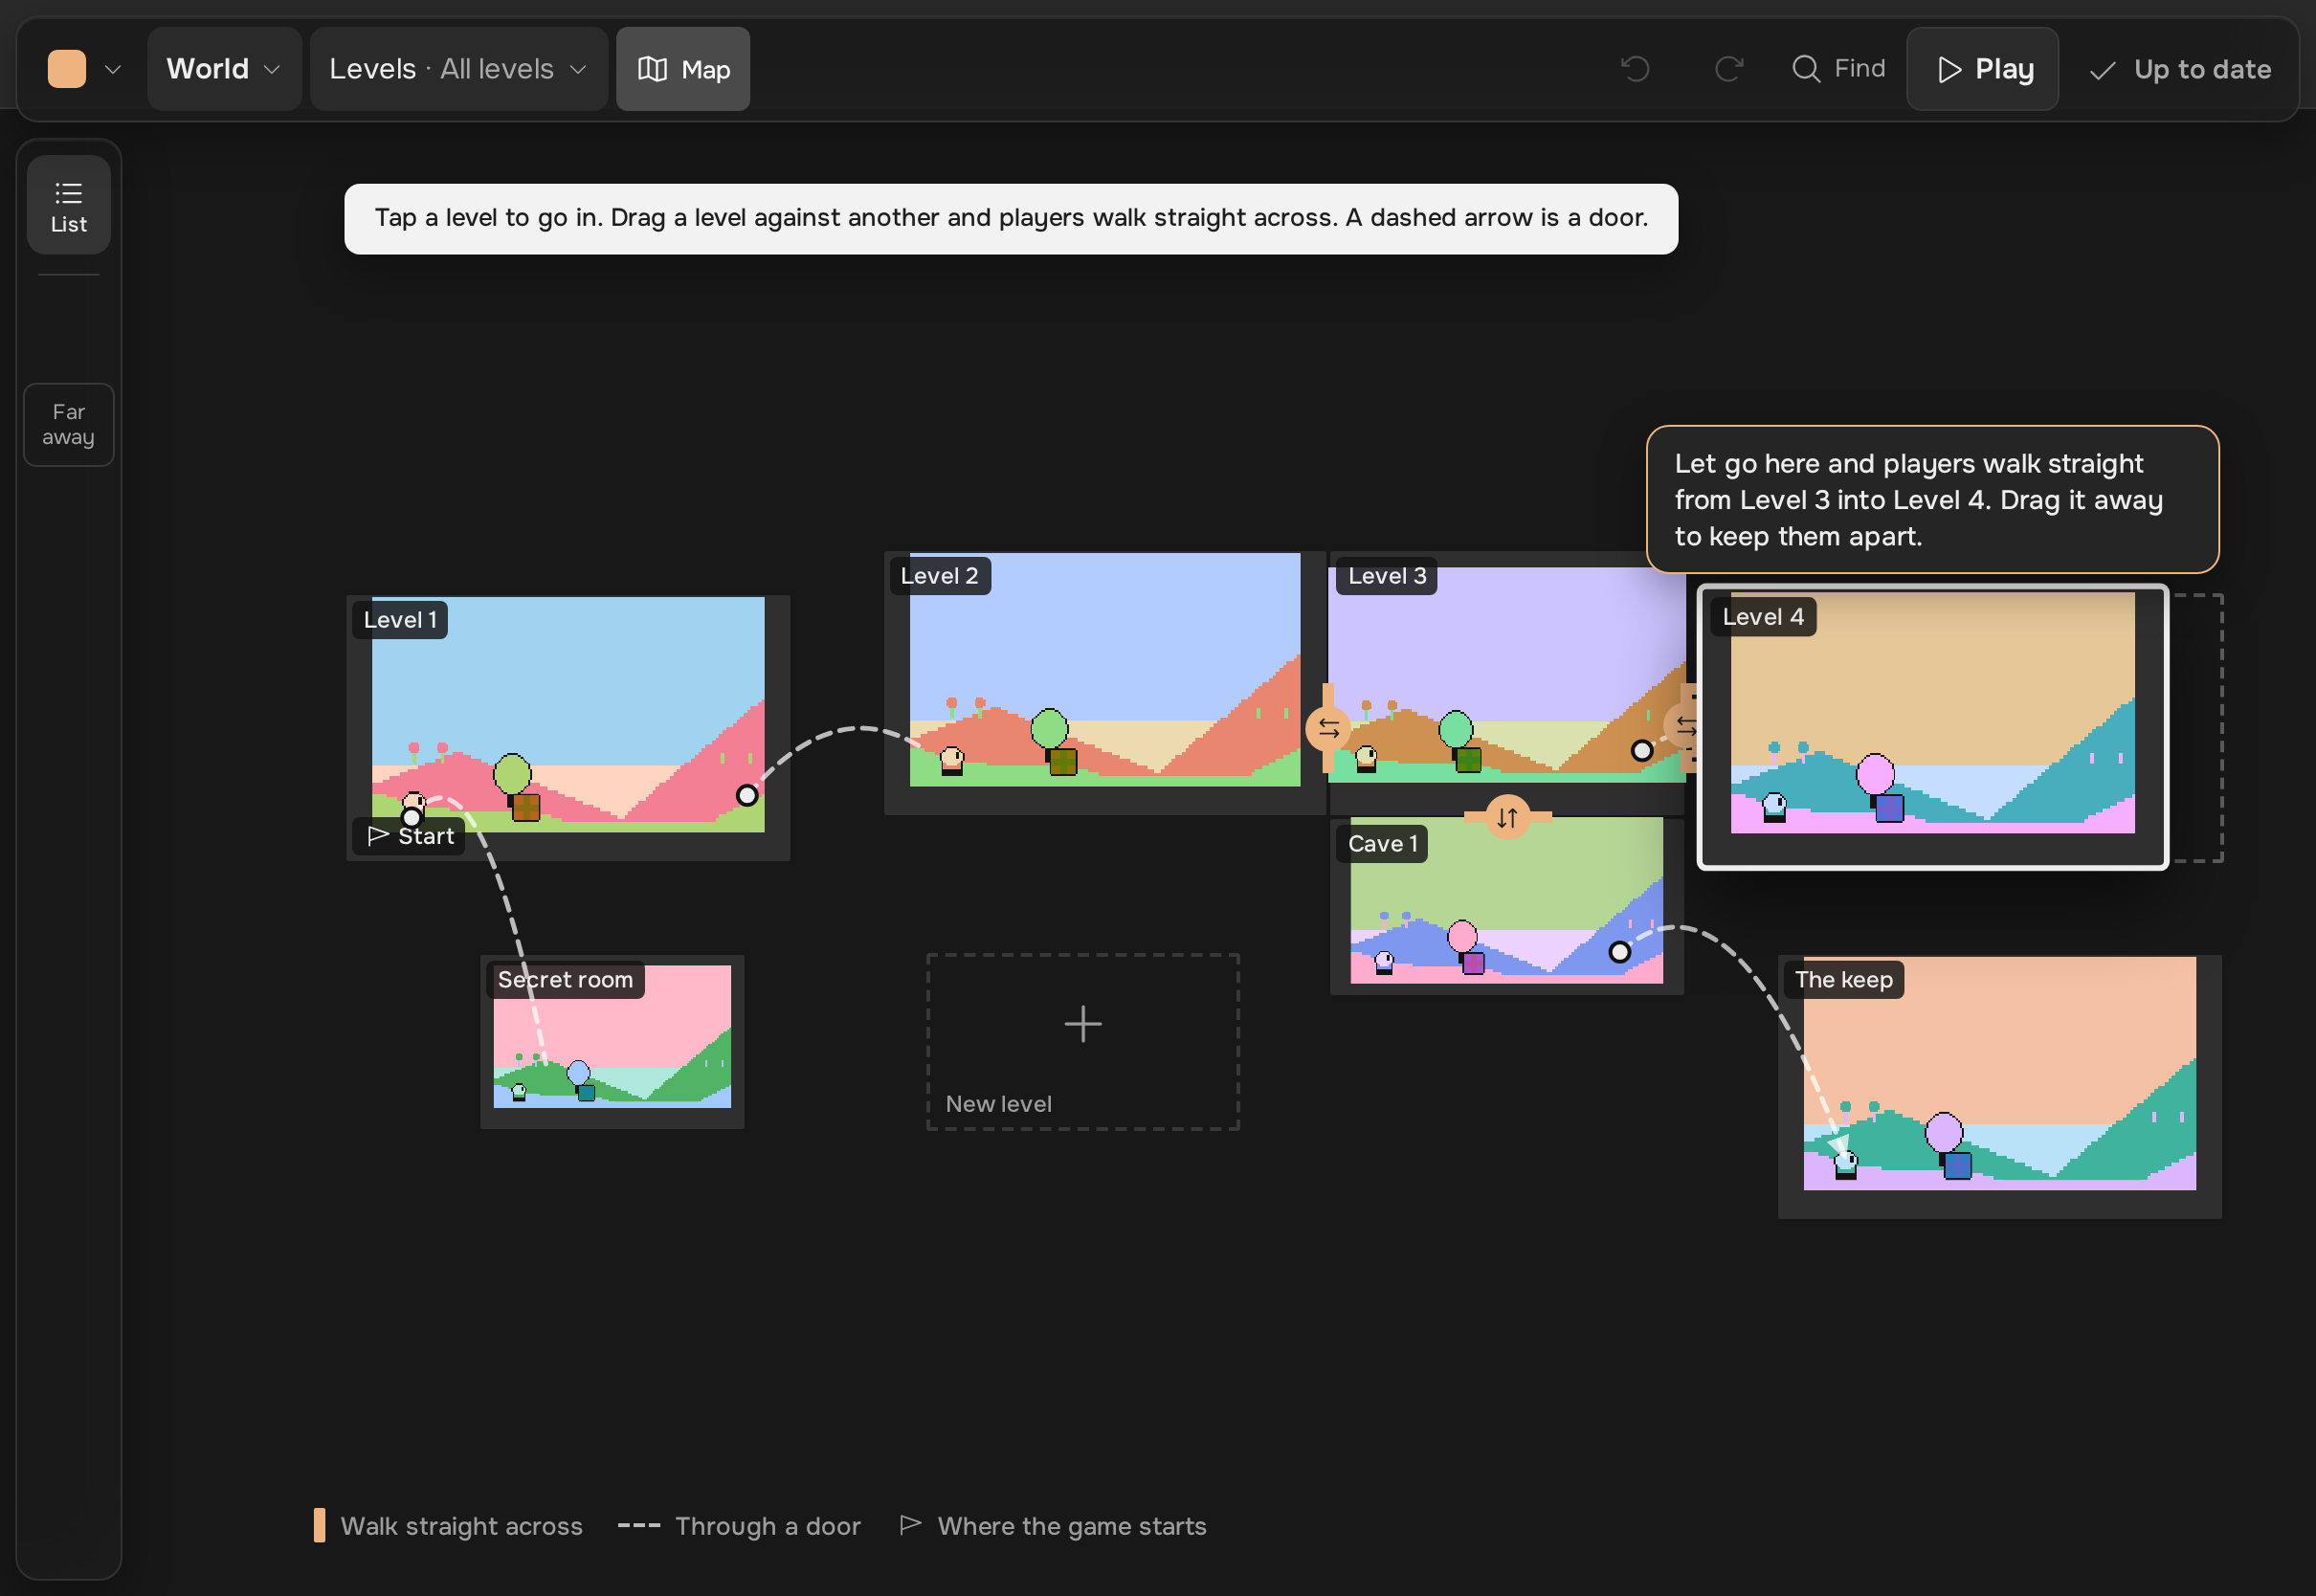 World
Levels · All levels
Map
Find
Play
Up to date
List
Far
away
Tap a level to go in. Drag a level against another and players walk straight across. A dashed arrow is a door.
Let go here and players walk straight
from Level 3 into Level 4. Drag it away
to keep them apart.
Level 1
Start
Level 2
Level 3
Level 4
Cave 1
Secret room
New level
The keep
Walk straight across
Through a door
Where the game starts